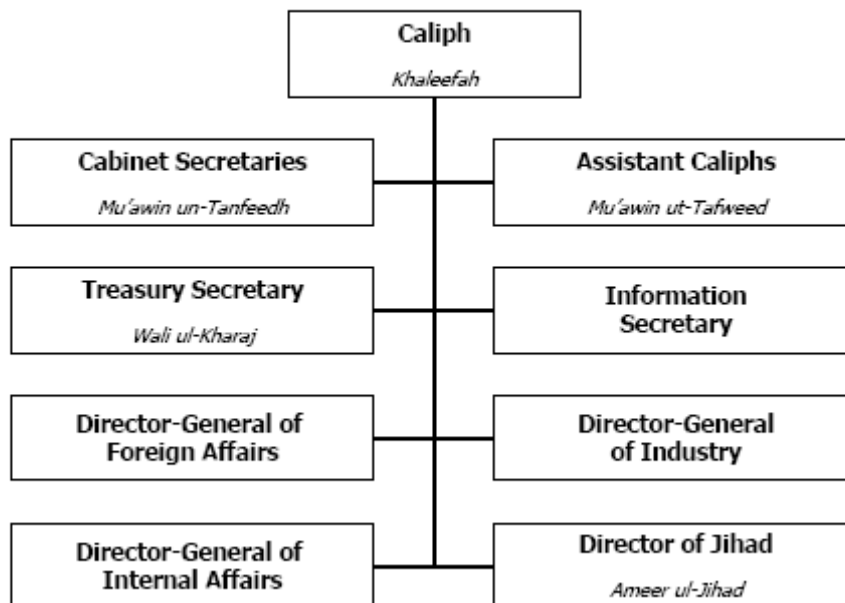 Caliph
Khaleefah
Cabinet Secretaries
Mu'awin un-Tanfeedh
Assistant Caliphs
Mu'awin ut-Tafweed
Treasury Secretary
Wali ul-Kharaj
Information
Secretary
Director-General of
Foreign Affairs
Director-General
of Industry
Director-General of
Internal Affairs
Director of Jihad
Ameer ul-Jihad